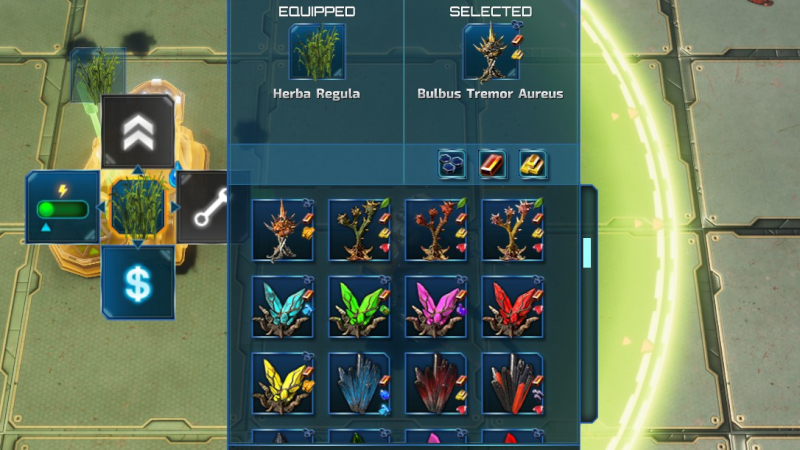 EQUIPPED
SELECTED
Herba Regula
Bulbus Tremor Aureus
$